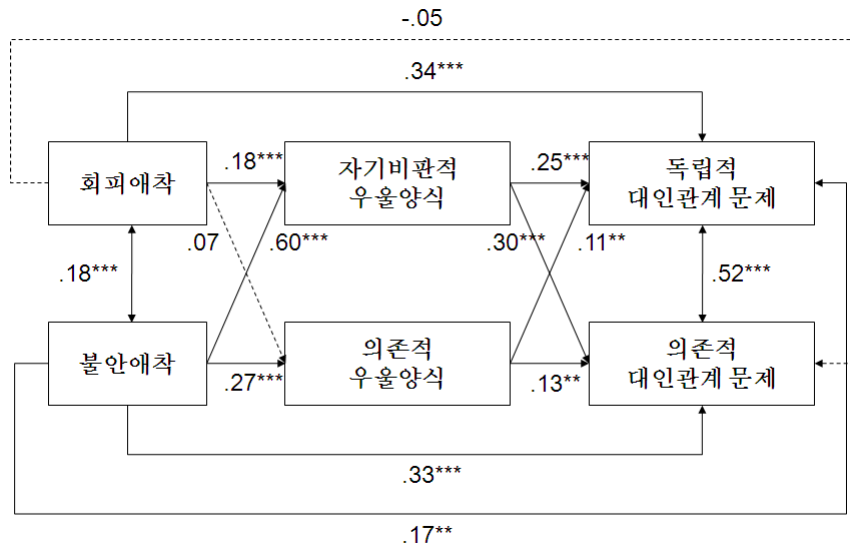 -.05
.34***
회피애착
.18***
자기비판적
우울양식
.25***
독립적
대인관계 문제
.18***
.07
.60***
.30***
.11**
.52***
불안애착
.27***
의존적
우울양식
.13**
의존적
대인관계 문제
.33***
.17**